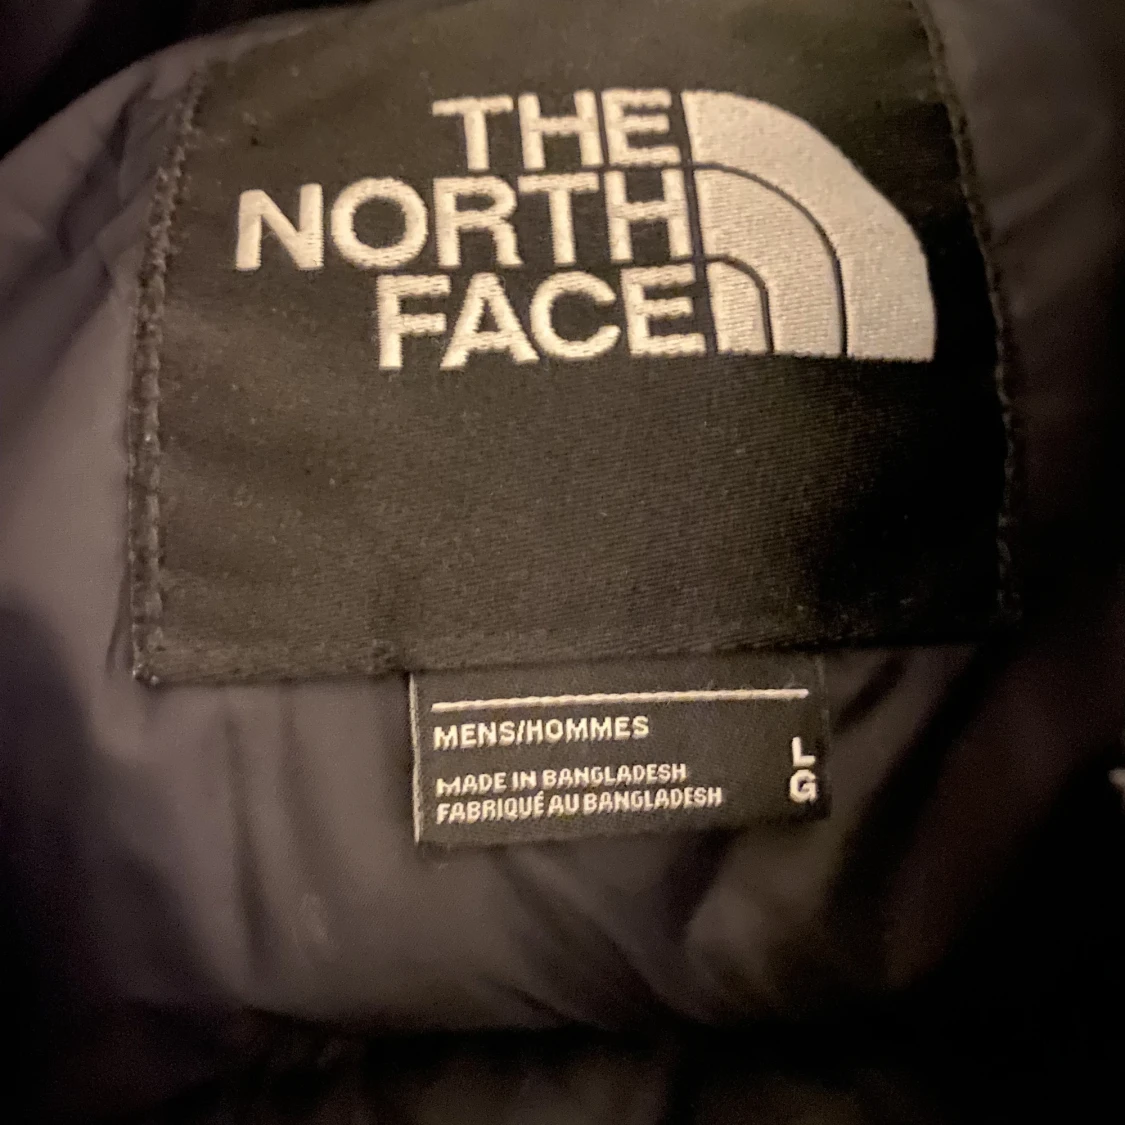 THE
NORTH
FACE
MENS/HOMMES
MADE IN BANGLADESH
FABRIQUÉ AU BANGLADESH
L
G